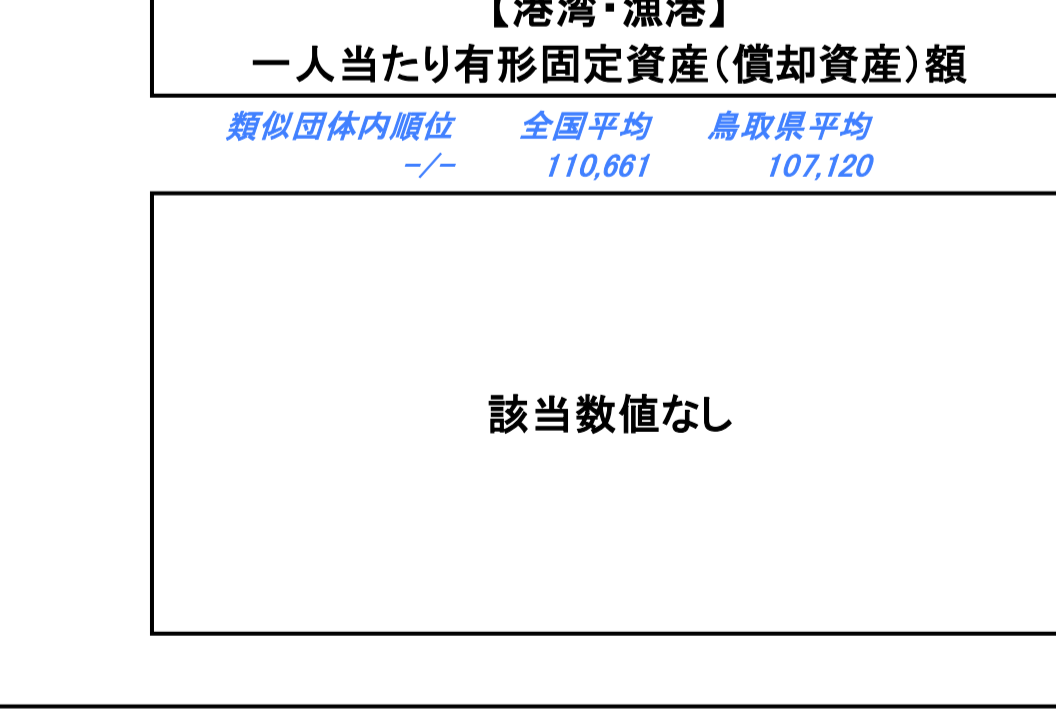 【港湾・漁港】
一人当たり有形固定資産(償却資産)額
類似団体内順位 全国平均 鳥取県平均
-/- 110,661 107,120
該当数値なし